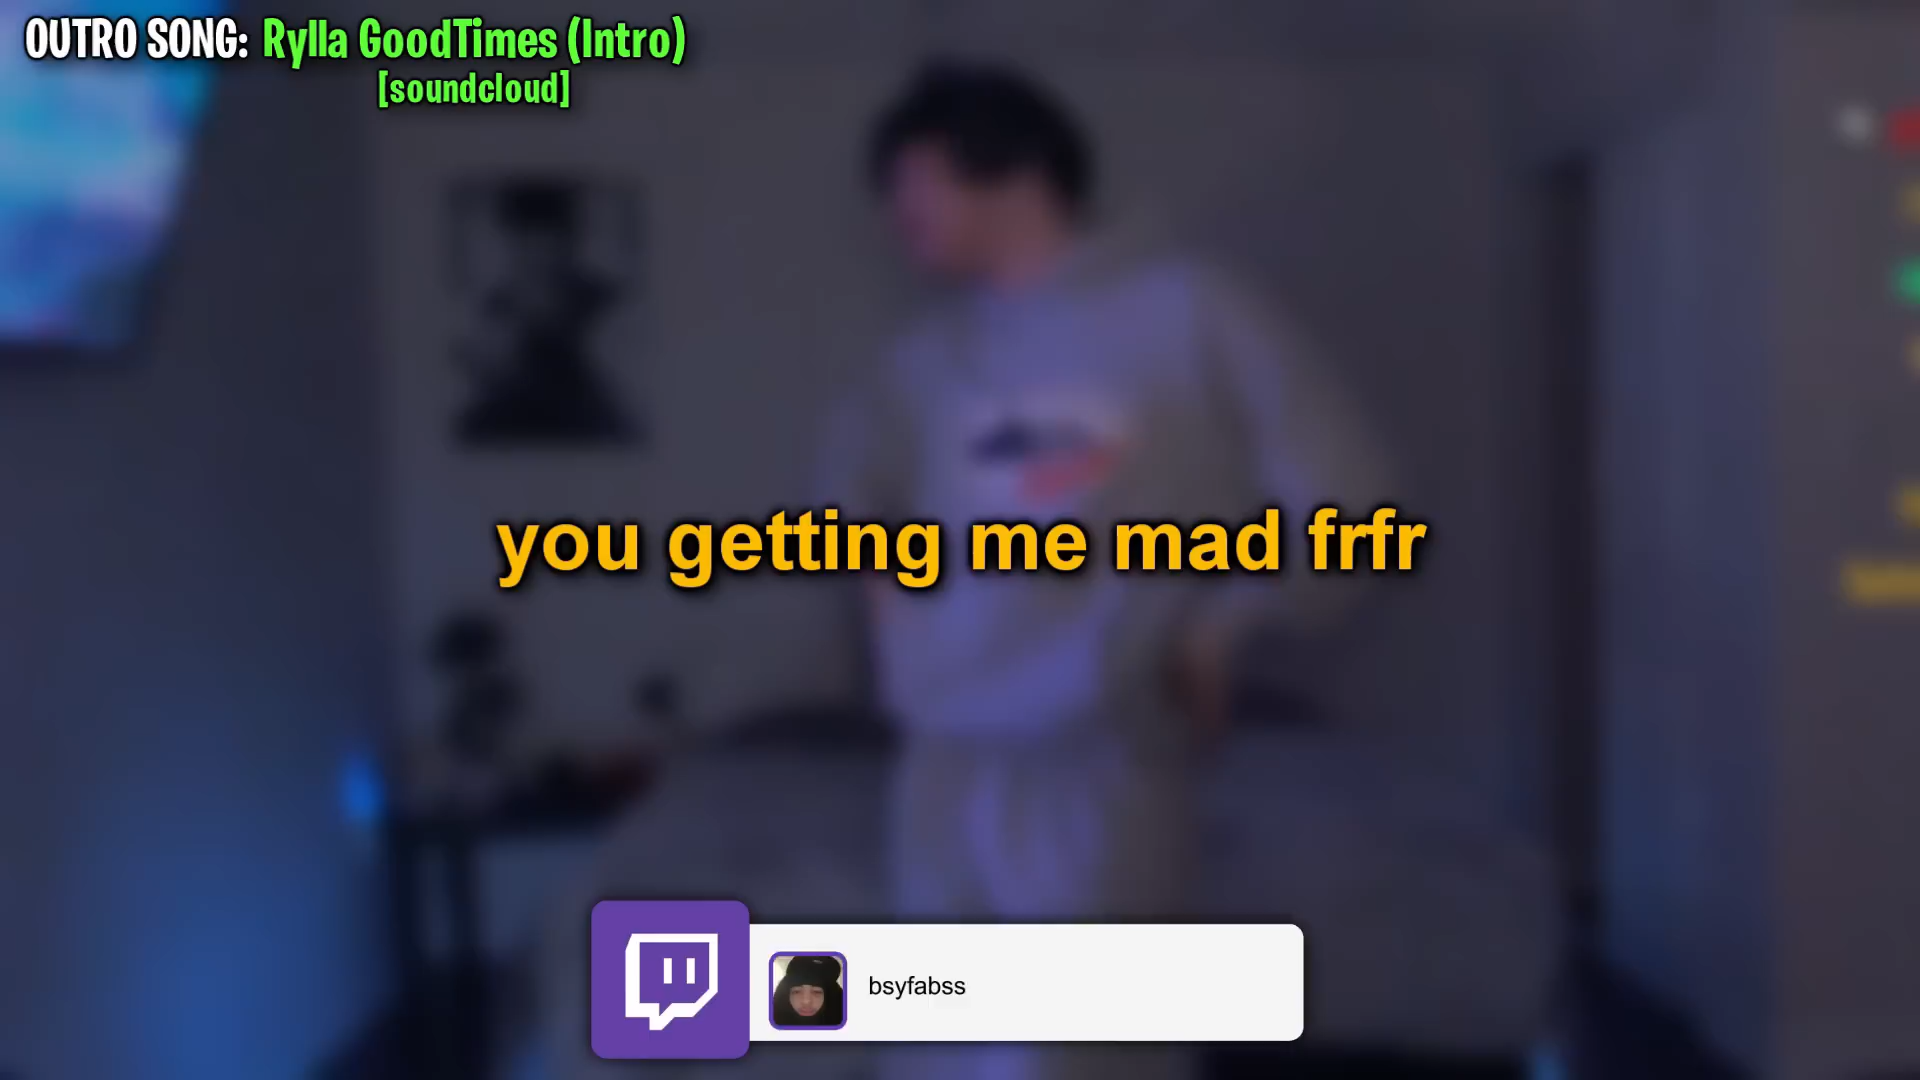 OUTRO SONG: Rylla GoodTimes (Intro)
[soundcloud]
you getting me mad frfr
bsyfabss